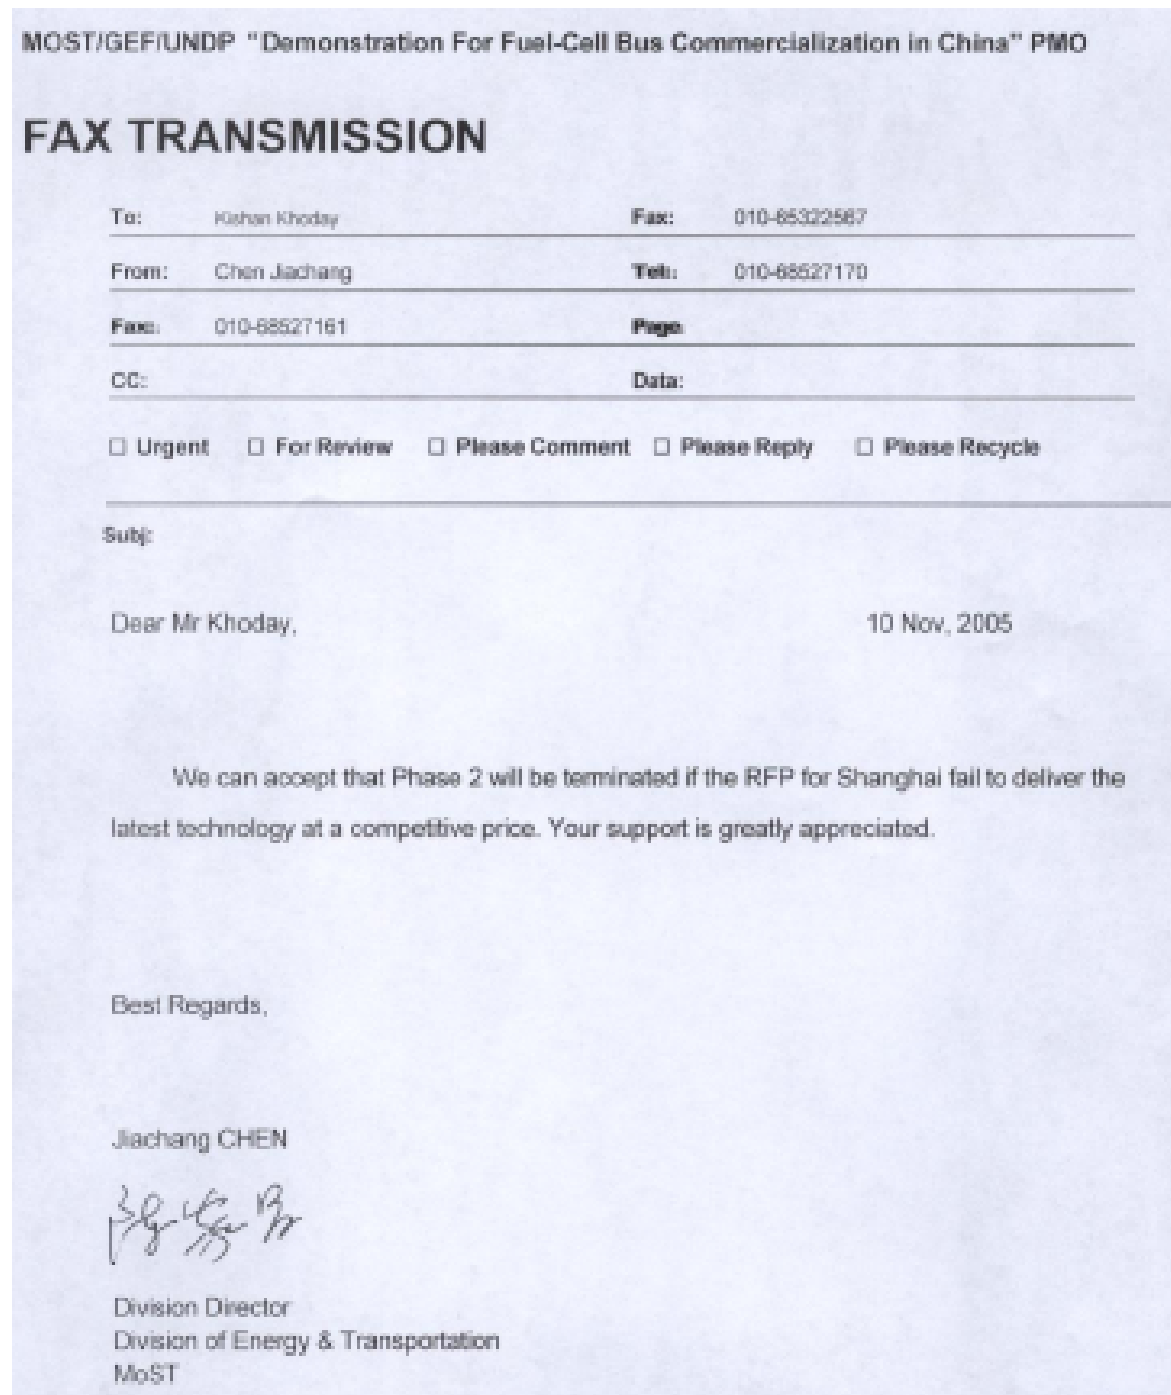 MOST/GEF/UNDP "Demonstration For Fuel-Cell Bus Commercialization in China" PMO
FAX TRANSMISSION
To: Kishan Khoday Fax: 010-65322567
From: Chen Jiachang Tel: 010-68527170
Fax: 010-68527161 Page
CC: Data:
☐ Urgent ☐ For Review ☐ Please Comment ☐ Please Reply ☐ Please Recycle
Subj:
Dear Mr Khoday, 10 Nov, 2005
We can accept that Phase 2 will be terminated if the RFP for Shanghai fail to deliver the
latest technology at a competitive price. Your support is greatly appreciated.
Best Regards,
Jiachang CHEN
Division Director
Division of Energy & Transportation
MoST